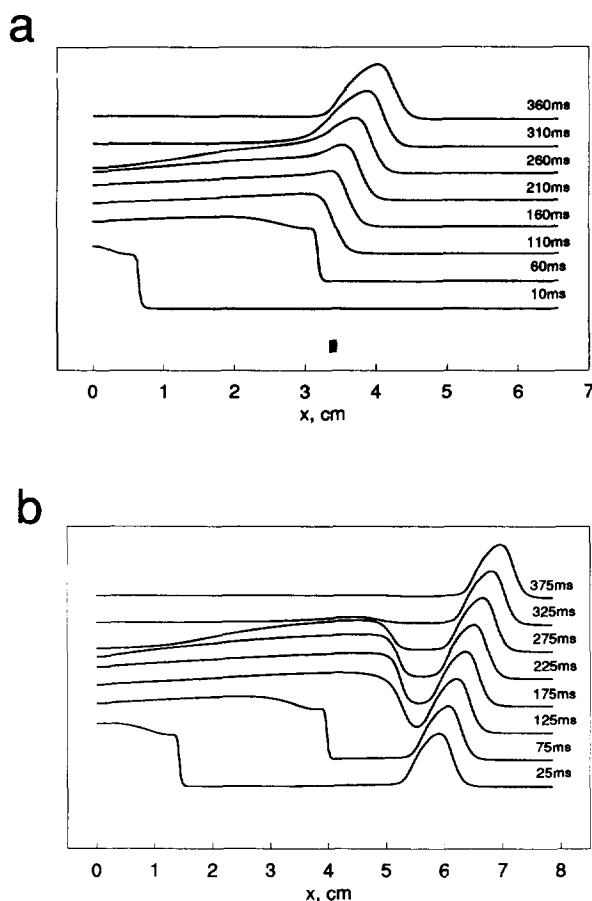 a
360ms
310ms
260ms
210ms
160ms
110ms
60ms
10ms
0 1 2 3 4 5 6 7
x, cm
b
375ms
325ms
275ms
225ms
175ms
125ms
75ms
25ms
0 1 2 3 4 5 6 7 8
x, cm